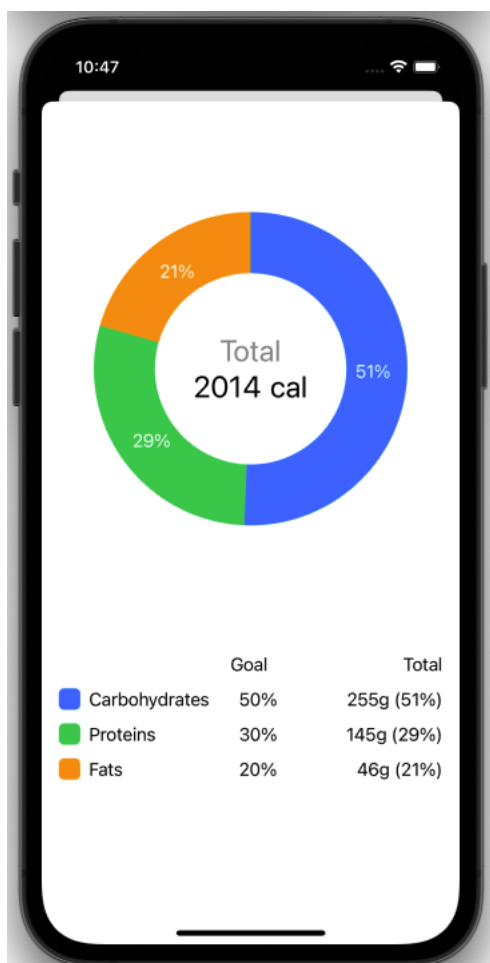 10:47
21%
Total
2014 cal
51%
29%
Goal Total
Carbohydrates 50% 255g (51%)
Proteins 30% 145g (29%)
Fats 20% 46g (21%)